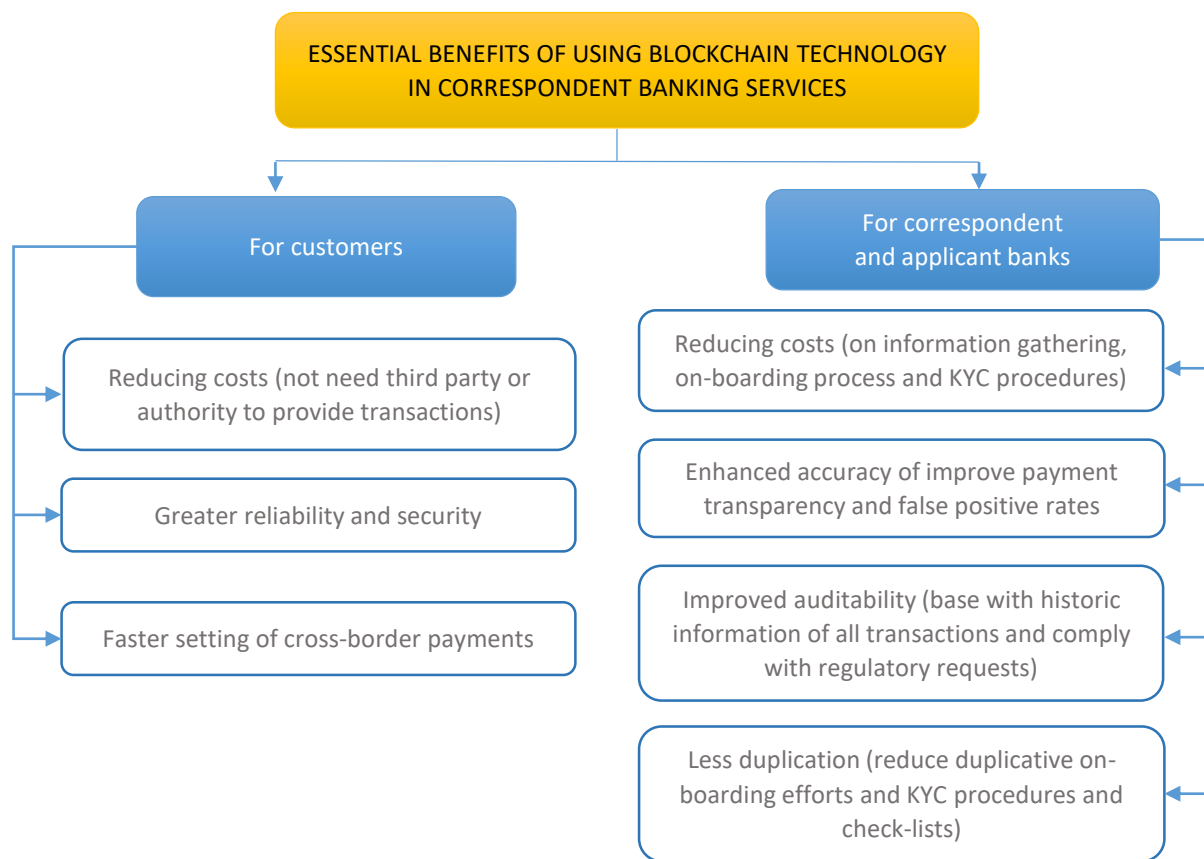 ESSENTIAL BENEFITS OF USING BLOCKCHAIN TECHNOLOGY
IN CORRESPONDENT BANKING SERVICES
For customers
Reducing costs (not need third party or
authority to provide transactions)
Greater reliability and security
Faster setting of cross-border payments
For correspondent
and applicant banks
Reducing costs (on information gathering,
on-boarding process and KYC procedures)
Enhanced accuracy of improve payment
transparency and false positive rates
Improved auditability (base with historic
information of all transactions and comply
with regulatory requests)
Less duplication (reduce duplicative on-
boarding efforts and KYC procedures and
check-lists)